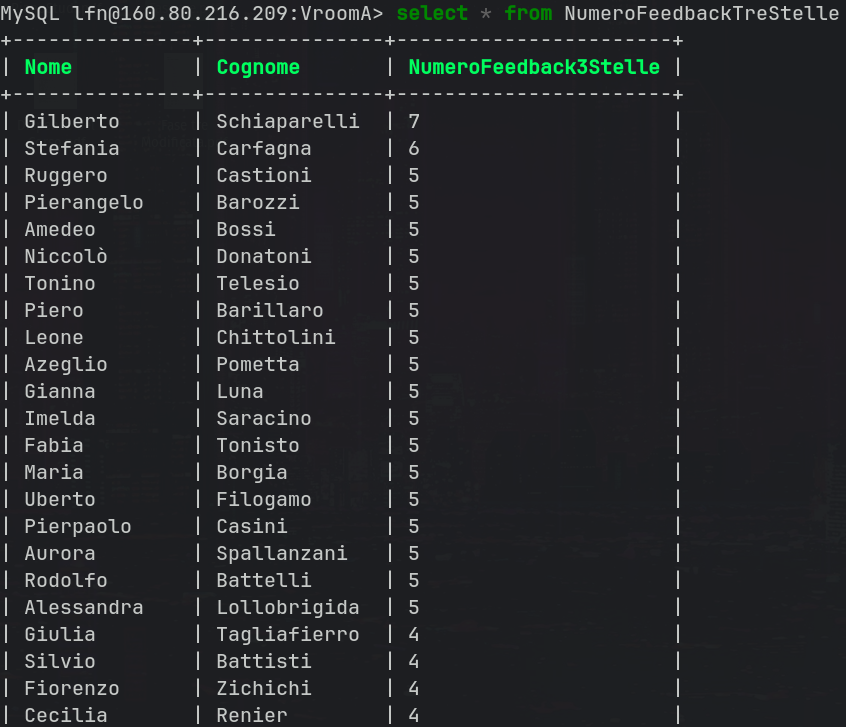 MySQL lfn@160.80.216.209:VroomA> select * from NumeroFeedbackTreStelle
+---------------+---------------+-----------------------+
| Nome | Cognome | NumeroFeedback3Stelle |
+---------------+---------------+-----------------------+
| Gilberto | Schiaparelli | 7 |
| Stefania | Carfagna | 6 |
| Ruggero | Castioni | 5 |
| Pierangelo | Barozzi | 5 |
| Amedeo | Bossi | 5 |
| Niccolò | Donatoni | 5 |
| Tonino | Telesio | 5 |
| Piero | Barillaro | 5 |
| Leone | Chittolini | 5 |
| Azeglio | Pometta | 5 |
| Gianna | Luna | 5 |
| Imelda | Saracino | 5 |
| Fabia | Tonisto | 5 |
| Maria | Borgia | 5 |
| Uberto | Filogamo | 5 |
| Pierpaolo | Casini | 5 |
| Aurora | Spallanzani | 5 |
| Rodolfo | Battelli | 5 |
| Alessandra | Lollobrigida | 5 |
| Giulia | Tagliafierro | 4 |
| Silvio | Battisti | 4 |
| Fiorenzo | Zichichi | 4 |
| Cecilia | Renier | 4 |